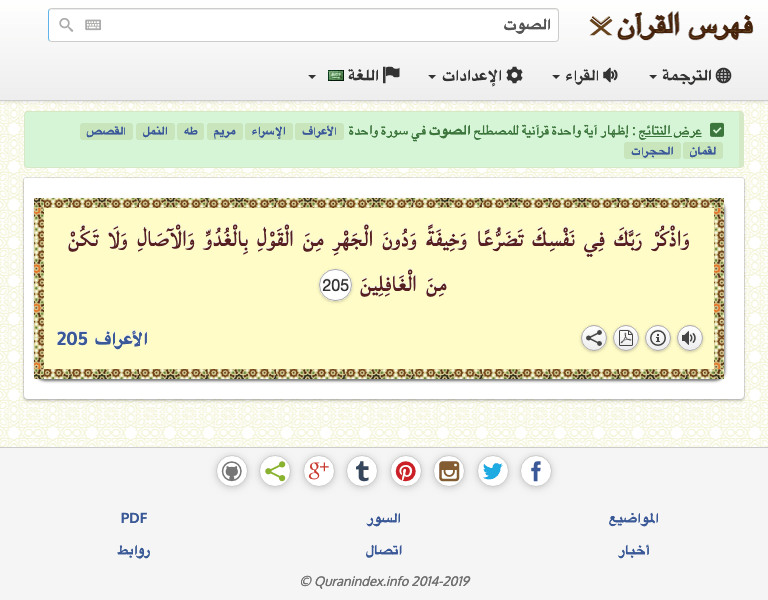 فهرس القرآن
الصوت
الترجمة
القراء
الإعدادات
اللغة
عرض النتائج : إظهار آية واحدة قرآنية للمصطلح الصوت في سورة واحدة الأعراف الإسراء مريم طه النمل القصص
لقمان الحجرات
وَاذْكُرْ رَبَّكَ فِي نَفْسِكَ تَضَرُّعًا وَخِيفَةً وَدُونَ الْجَهْرِ مِنَ الْقَوْلِ بِالْغُدُوِّ وَالْآصَالِ وَلَا تَكُنْ
مِنَ الْغَافِلِينَ 205
الأعراف 205
المواضيع
السور
PDF
أخبار
اتصال
روابط
© Quranindex.info 2014-2019